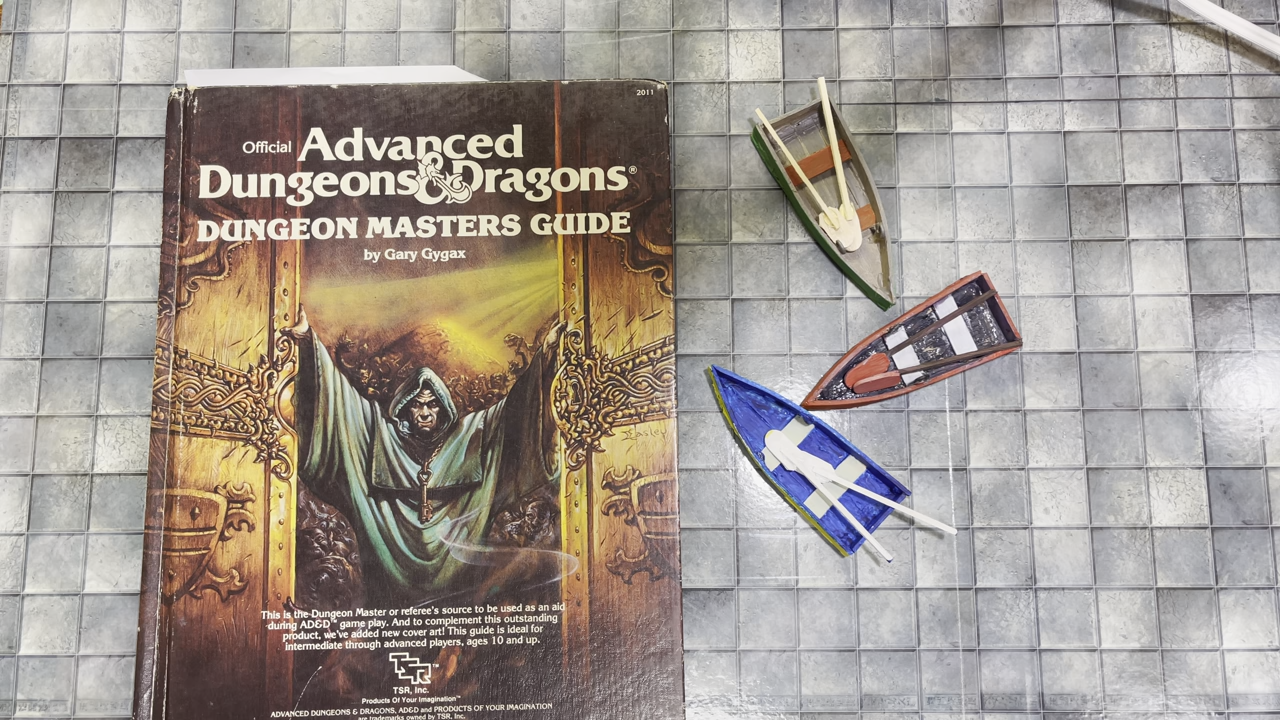 2011
Official Advanced
Dungeons & Dragons®
DUNGEON MASTERS GUIDE
by Gary Gygax
Easley
This is the Dungeon Master or referee's source to be used as an aid
during AD&D™ game play. And to complement this outstanding
product, we've added new cover art! This guide is ideal for
intermediate through advanced players, ages 10 and up.
TSR™
TSR, Inc.
Products Of Your Imagination™
ADVANCED DUNGEONS & DRAGONS, AD&D and PRODUCTS OF YOUR IMAGINATION
are trademarks owned by TSR, Inc.